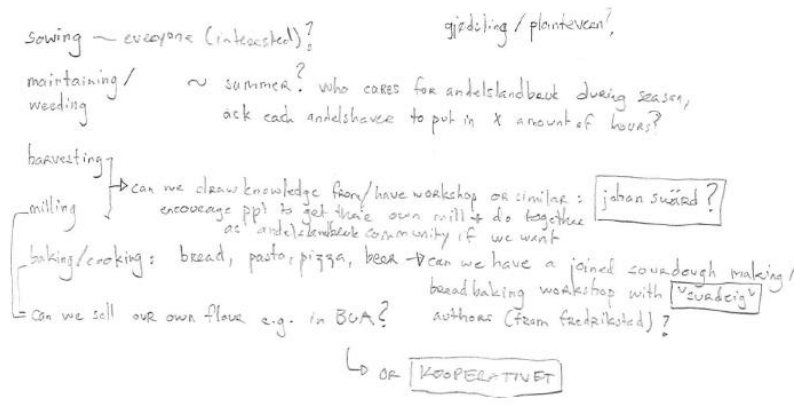 sowing ~ everyone (interested)?
gjødsling / plantevern?
maintaining/
weeding
~ summer? who cares for andelslandbruk during season,
ask each andelshaver to put in x amount of hours?
harvesting
can we draw knowledge from/have workshop or similar: johan swärd?
milling
encourage ppl to get their own mill + do together
as andelslandbruk community if we want
baking/cooking: bread, pasta, pizza, beer → can we have a joined sourdough making/
bread baking workshop with "surdeig"
authors (from fredrikstad)?
can we sell our own flour e.g. in BUA?
↳ or KOOPERATIVET